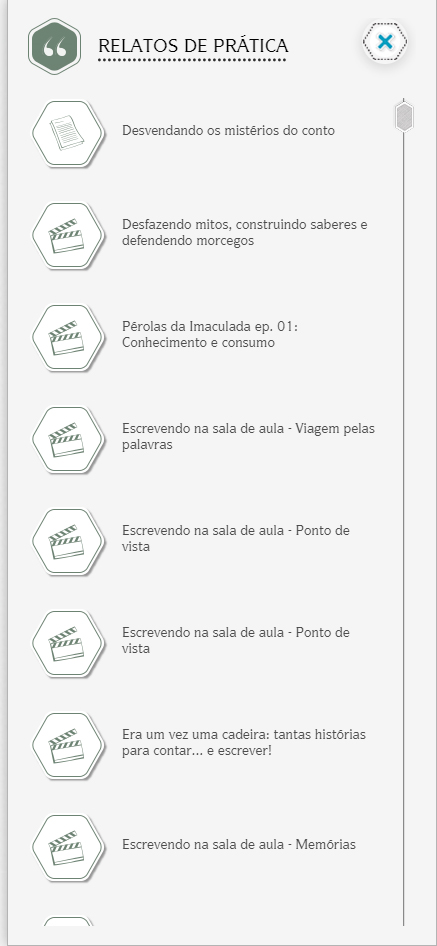 RELATOS DE PRÁTICA
Desvendando os mistérios do conto
Desfazendo mitos, construindo saberes e
defendendo morcegos
Pérolas da Imaculada ep. 01:
Conhecimento e consumo
Escrevendo na sala de aula - Viagem pelas
palavras
Escrevendo na sala de aula - Ponto de
vista
Escrevendo na sala de aula - Ponto de
vista
Era um vez uma cadeira: tantas histórias
para contar... e escrever!
Escrevendo na sala de aula - Memórias